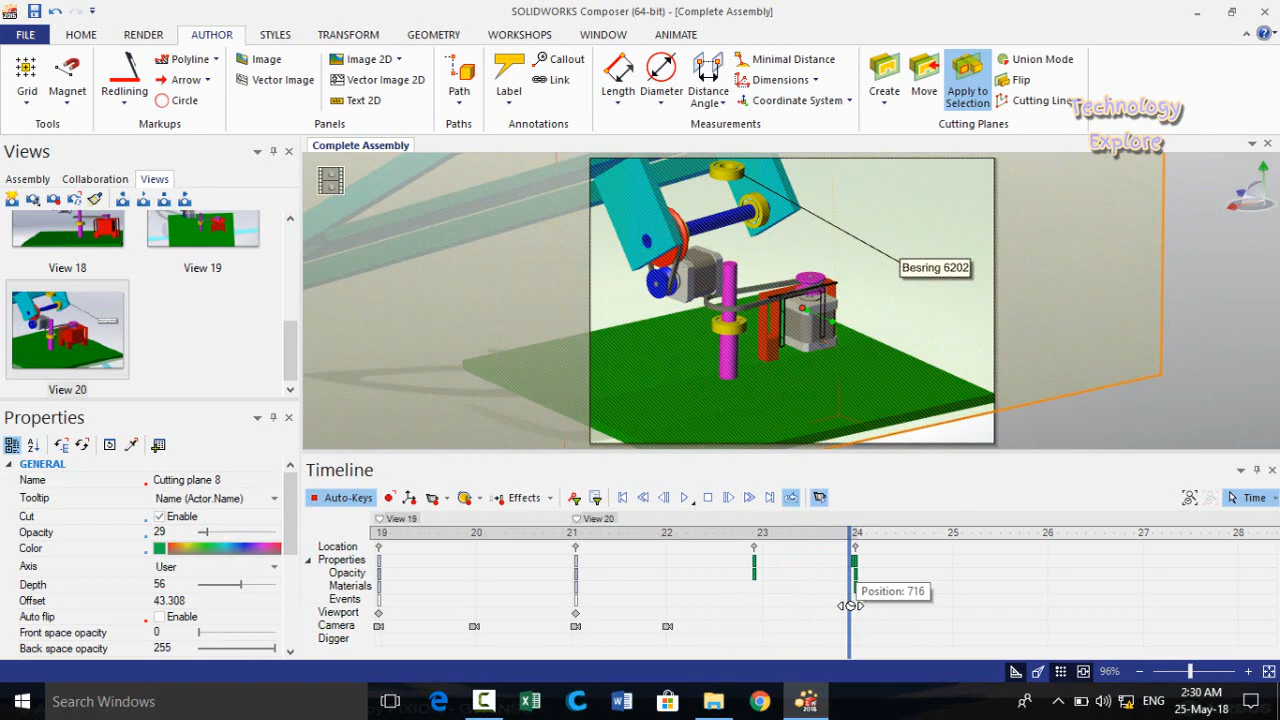 SOLIDWORKS Composer (64-bit) - [Complete Assembly]
FILE HOME RENDER AUTHOR STYLES TRANSFORM GEOMETRY WORKSHOPS WINDOW ANIMATE
Polyline Image Image 2D Callout Minimal Distance Union Mode
Arrow Vector Image Vector Image 2D Link Dimensions Flip
Circle Text 2D Coordinate System Cutting Line
Grid Magnet Redlining Path Label Length Diameter Distance Angle Create Move Apply to Selection
Tools Markups Panels Paths Annotations Measurements Cutting Planes
Technology
Explore
Views
Complete Assembly
Assembly Collaboration Views
View 18 View 19
View 20
Besring 6202
Properties
GENERAL
Name Cutting plane 8
Tooltip Name (Actor.Name)
Cut Enable
Opacity 29
Color
Axis User
Depth 56
Offset 43.308
Auto flip Enable
Front space opacity 0
Back space opacity 255
Timeline
Auto-Keys Effects Time
View 19 View 20
19 20 21 22 23 24 25 26 27 28
Location
Properties
Opacity
Materials
Events
Viewport
Camera
Digger
Position: 716
96%
Search Windows
ENG
2:30 AM
25-May-18